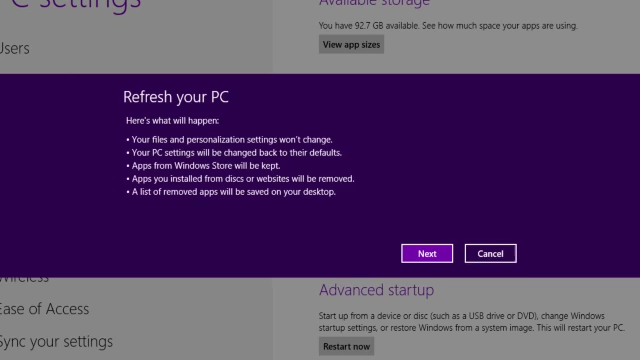 PC settings
Available storage
You have 92.7 GB available. See how much space your apps are using.
Users
View app sizes
Refresh your PC
Here's what will happen:
• Your files and personalization settings won't change.
• Your PC settings will be changed back to their defaults.
• Apps from Windows Store will be kept.
• Apps you installed from discs or websites will be removed.
• A list of removed apps will be saved on your desktop.
Next
Cancel
Wireless
Advanced startup
Ease of Access
Start up from a device or disc (such as a USB drive or DVD), change Windows
startup settings, or restore Windows from a system image. This will restart your PC.
Sync your settings
Restart now